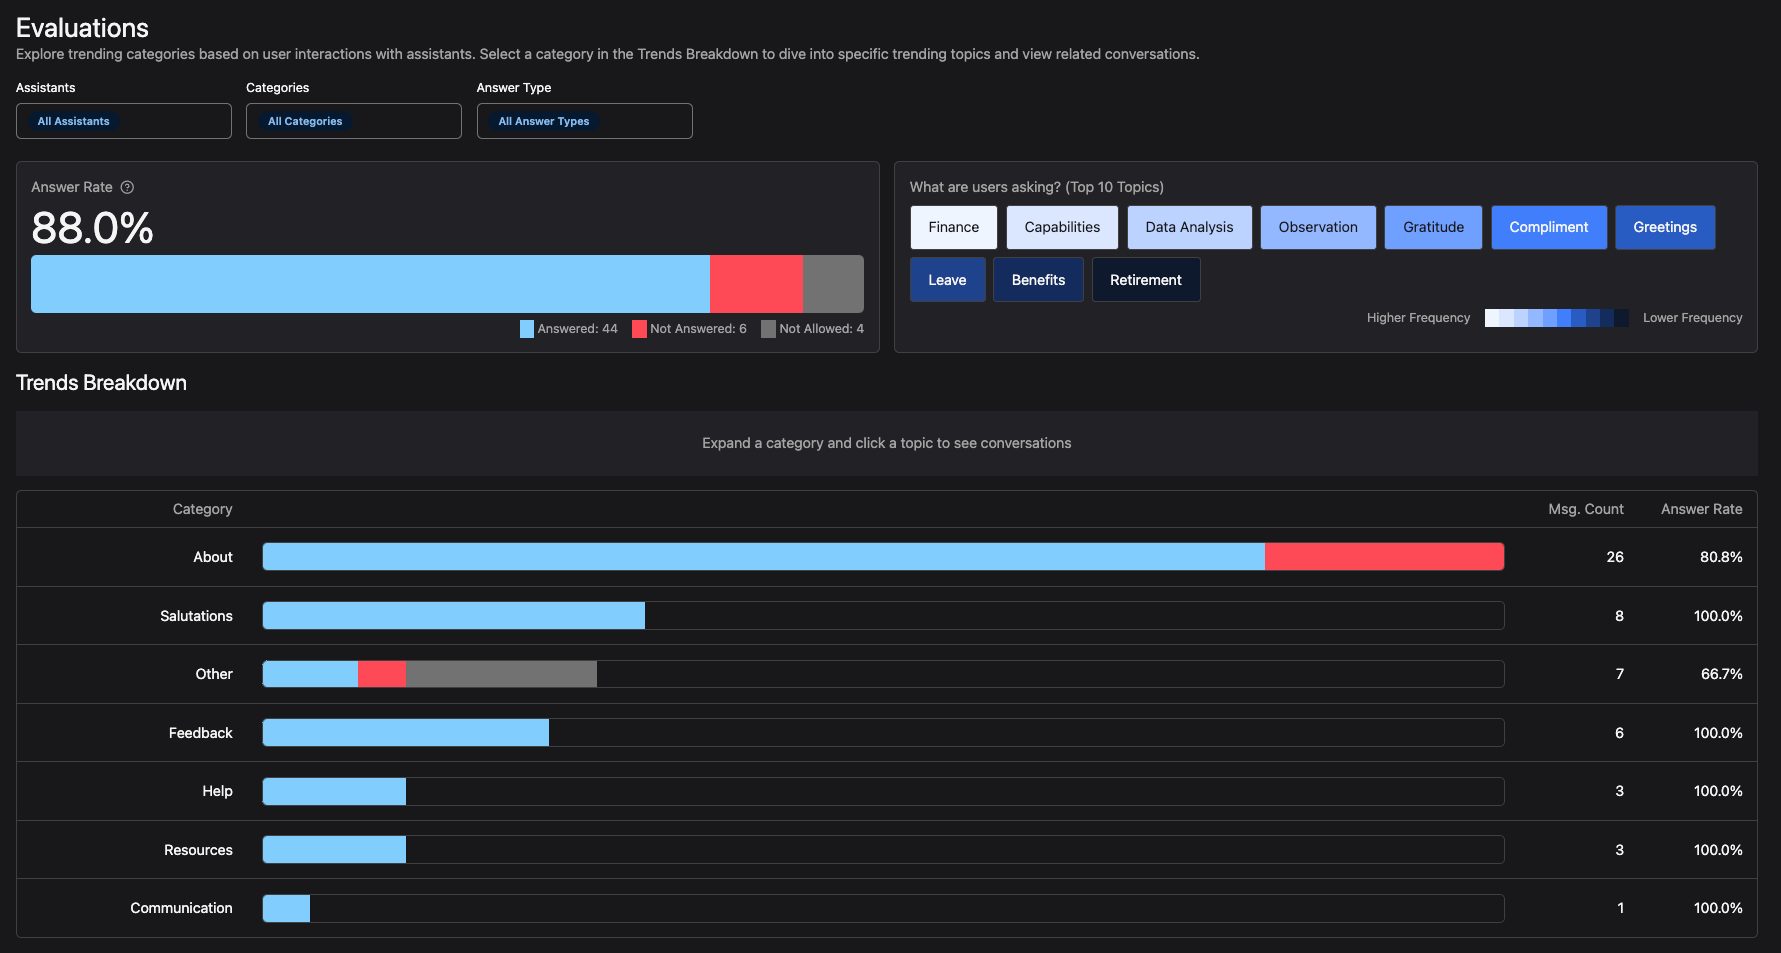 Evaluations
Explore trending categories based on user interactions with assistants. Select a category in the Trends Breakdown to dive into specific trending topics and view related conversations.
Assistants
Categories
Answer Type
All Assistants
All Categories
All Answer Types
Answer Rate ?
88.0%
Answered: 44
Not Answered: 6
Not Allowed: 4
What are users asking? (Top 10 Topics)
Finance
Capabilities
Data Analysis
Observation
Gratitude
Compliment
Greetings
Leave
Benefits
Retirement
Higher Frequency
Lower Frequency
Trends Breakdown
Expand a category and click a topic to see conversations
Category Msg. Count Answer Rate
About 26 80.8%
Salutations 8 100.0%
Other 7 66.7%
Feedback 6 100.0%
Help 3 100.0%
Resources 3 100.0%
Communication 1 100.0%